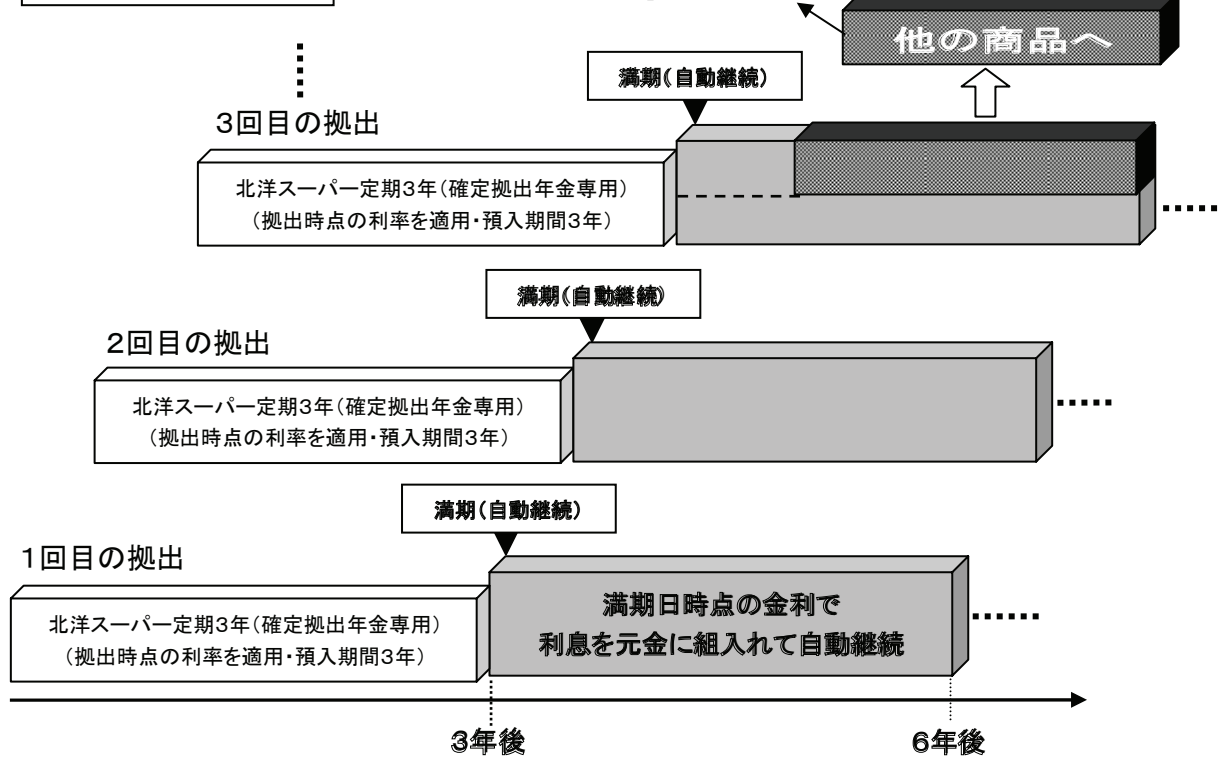 他の商品へ
満期(自動継続)
3回目の拠出
北洋スーパー定期3年(確定拠出年金専用)
(拠出時点の利率を適用・預入期間3年)
満期(自動継続)
2回目の拠出
北洋スーパー定期3年(確定拠出年金専用)
(拠出時点の利率を適用・預入期間3年)
満期(自動継続)
1回目の拠出
北洋スーパー定期3年(確定拠出年金専用)
(拠出時点の利率を適用・預入期間3年)
満期日時点の金利で
利息を元金に組入れて自動継続
3年後
6年後